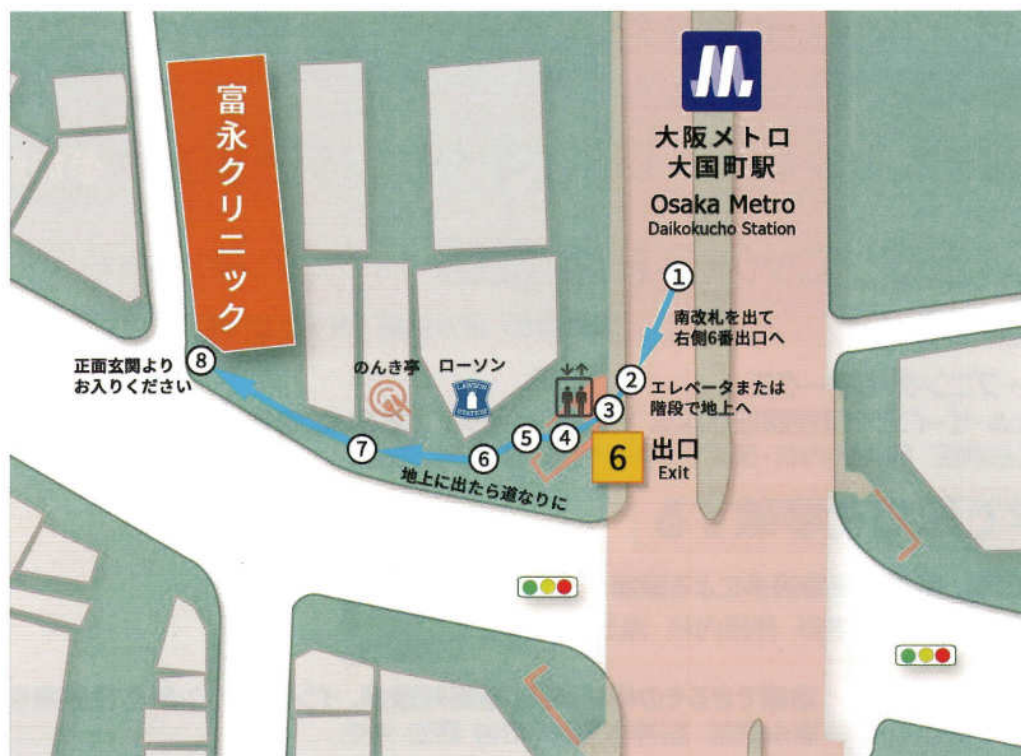 富永クリニック
大阪メトロ
大国町駅
Osaka Metro
Daikokucho Station
1
南改札を出て
右側6番出口へ
2
エレベータまたは
階段で地上へ
3
4
5
6
7
8
6
出口
Exit
ローソン
LAWSON
STATION
のんき亭
地上に出たら道なりに
正面玄関より
お入りください